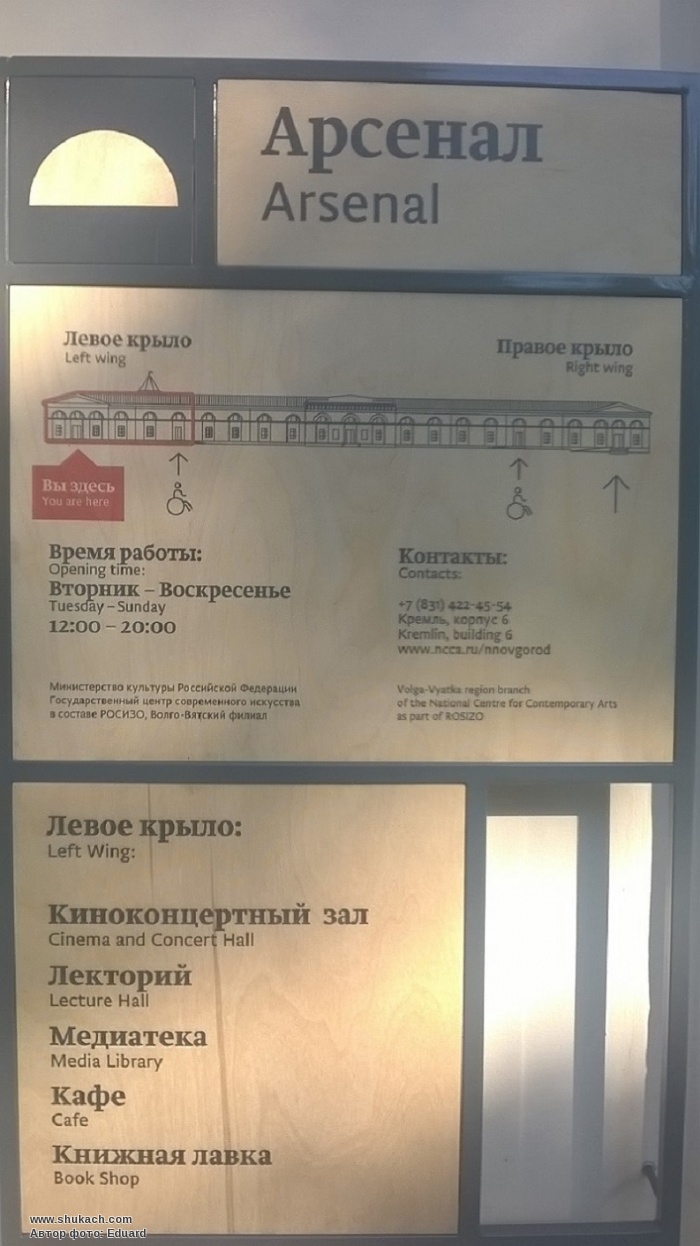 Арсенал
Arsenal
Левое крыло
Left wing
Правое крыло
Right wing
Вы здесь
You are here
Время работы:
Opening time:
Вторник – Воскресенье
Tuesday – Sunday
12:00 – 20:00
Контакты:
Contacts:
+7 (831) 422-45-54
Кремль, корпус 6
Kremlin, building 6
www.ncca.ru/nnovgorod
Министерство культуры Российской Федерации
Государственный центр современного искусства
в составе РОСИЗО, Волго-Вятский филиал
Volga-Vyatka region branch
of the National Centre for Contemporary Arts
as part of ROSIZO
Левое крыло:
Left Wing:
Киноконцертный зал
Cinema and Concert Hall
Лекторий
Lecture Hall
Медиатека
Media Library
Кафе
Cafe
Книжная лавка
Book Shop
www.shukach.com
Автор фото: Eduard